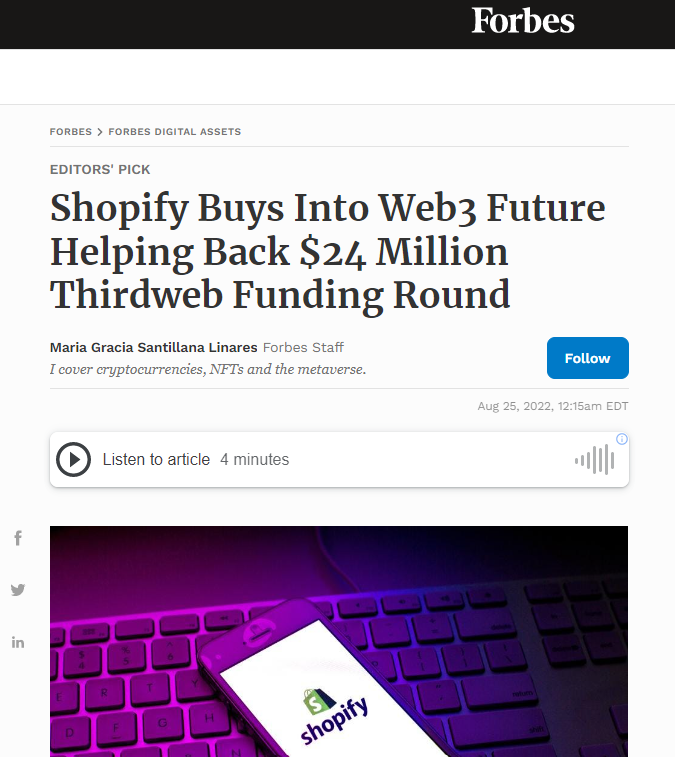 Forbes
FORBES > FORBES DIGITAL ASSETS
EDITORS' PICK
Shopify Buys Into Web3 Future
Helping Back $24 Million
Thirdweb Funding Round
Maria Gracia Santillana Linares Forbes Staff
Follow
I cover cryptocurrencies, NFTs and the metaverse.
Aug 25, 2022, 12:15am EDT
Listen to article 4 minutes
shopify